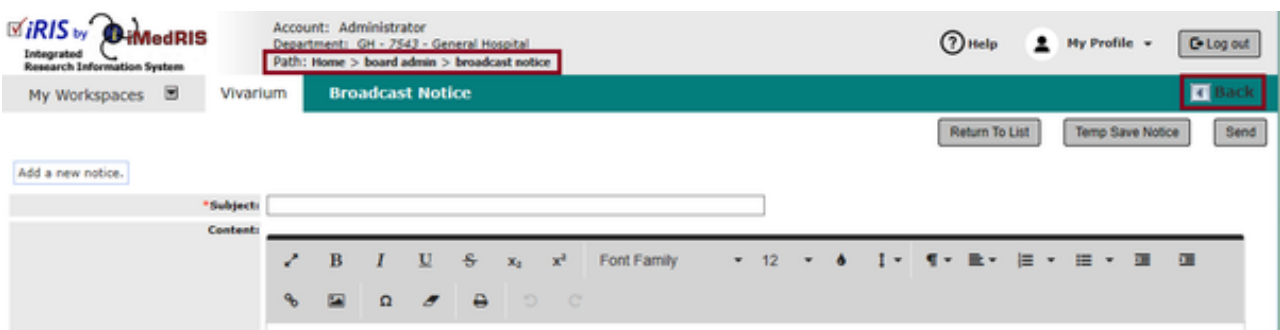 iRIS by iMedRIS
Integrated
Research Information System
Account: Administrator
Department: GH - 7543 - General Hospital
Path: Home > board admin > broadcast notice
Help
My Profile
Log out
My Workspaces
Vivarium
Broadcast Notice
Back
Return To List
Temp Save Notice
Send
Add a new notice.
*Subject:
Content:
B I U S x₂ x² Font Family 12
Ω